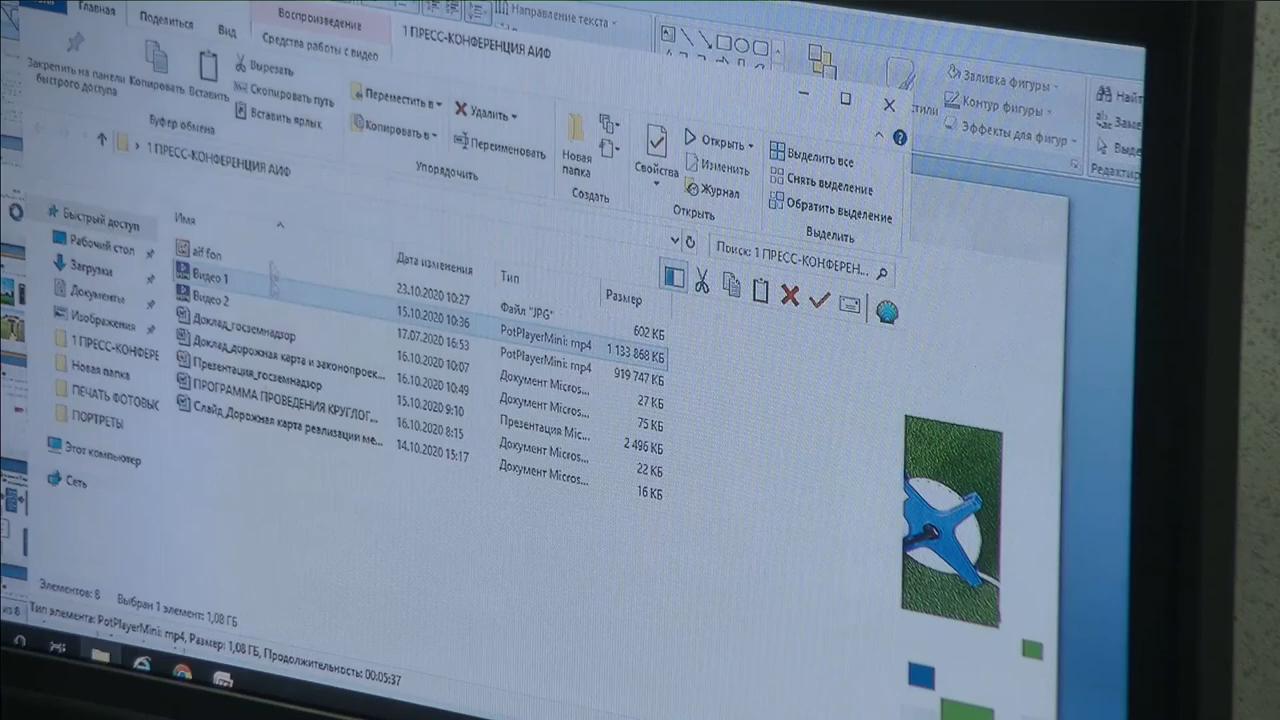 Главная
Поделиться
Вид
Воспроизведение
Средства работы с видео
1 ПРЕСС-КОНФЕРЕНЦИЯ АИФ
Направление текста
Закрепить на панели
быстрого доступа
Копировать
Вставить
Вырезать
Скопировать путь
Вставить ярлык
Буфер обмена
Переместить в
Копировать в
Удалить
Переименовать
Упорядочить
Новая
папка
Создать
Свойства
Открыть
Изменить
Журнал
Открыть
Выделить все
Снять выделение
Обратить выделение
Выделить
Заливка фигуры
Контур фигуры
Эффекты для фигур
1 ПРЕСС-КОНФЕРЕНЦИЯ АИФ
Поиск: 1 ПРЕСС-КОНФЕРЕН...
Быстрый доступ
Рабочий стол
Загрузки
Документы
Изображения
1 ПРЕСС-КОНФЕРЕ
Новая папка
ПЕЧАТЬ ФОТОВЫС
ПОРТРЕТЫ
Этот компьютер
Сеть
Имя Дата изменения Тип Размер
aif fon 23.10.2020 10:27 Файл "JPG" 602 КБ
Видео 1 15.10.2020 10:36 PotPlayerMini: mp4 1 133 868 КБ
Видео 2 17.07.2020 16:53 PotPlayerMini: mp4 919 747 КБ
Доклад_госземнадзор 16.10.2020 10:07 Документ Micros... 27 КБ
Доклад_дорожная карта и законопроек... 16.10.2020 10:49 Документ Micros... 75 КБ
Презентация_госземнадзор 15.10.2020 9:10 Презентация Mic... 2 496 КБ
ПРОГРАММА ПРОВЕДЕНИЯ КРУГЛОГ... 16.10.2020 8:15 Документ Micros... 22 КБ
Слайд_Дорожная карта реализации ме... 14.10.2020 15:17 Документ Micros... 16 КБ
Элементов: 8 Выбран 1 элемент: 1,08 ГБ
Тип элемента: PotPlayerMini: mp4, Размер: 1,08 ГБ, Продолжительность: 00:05:37